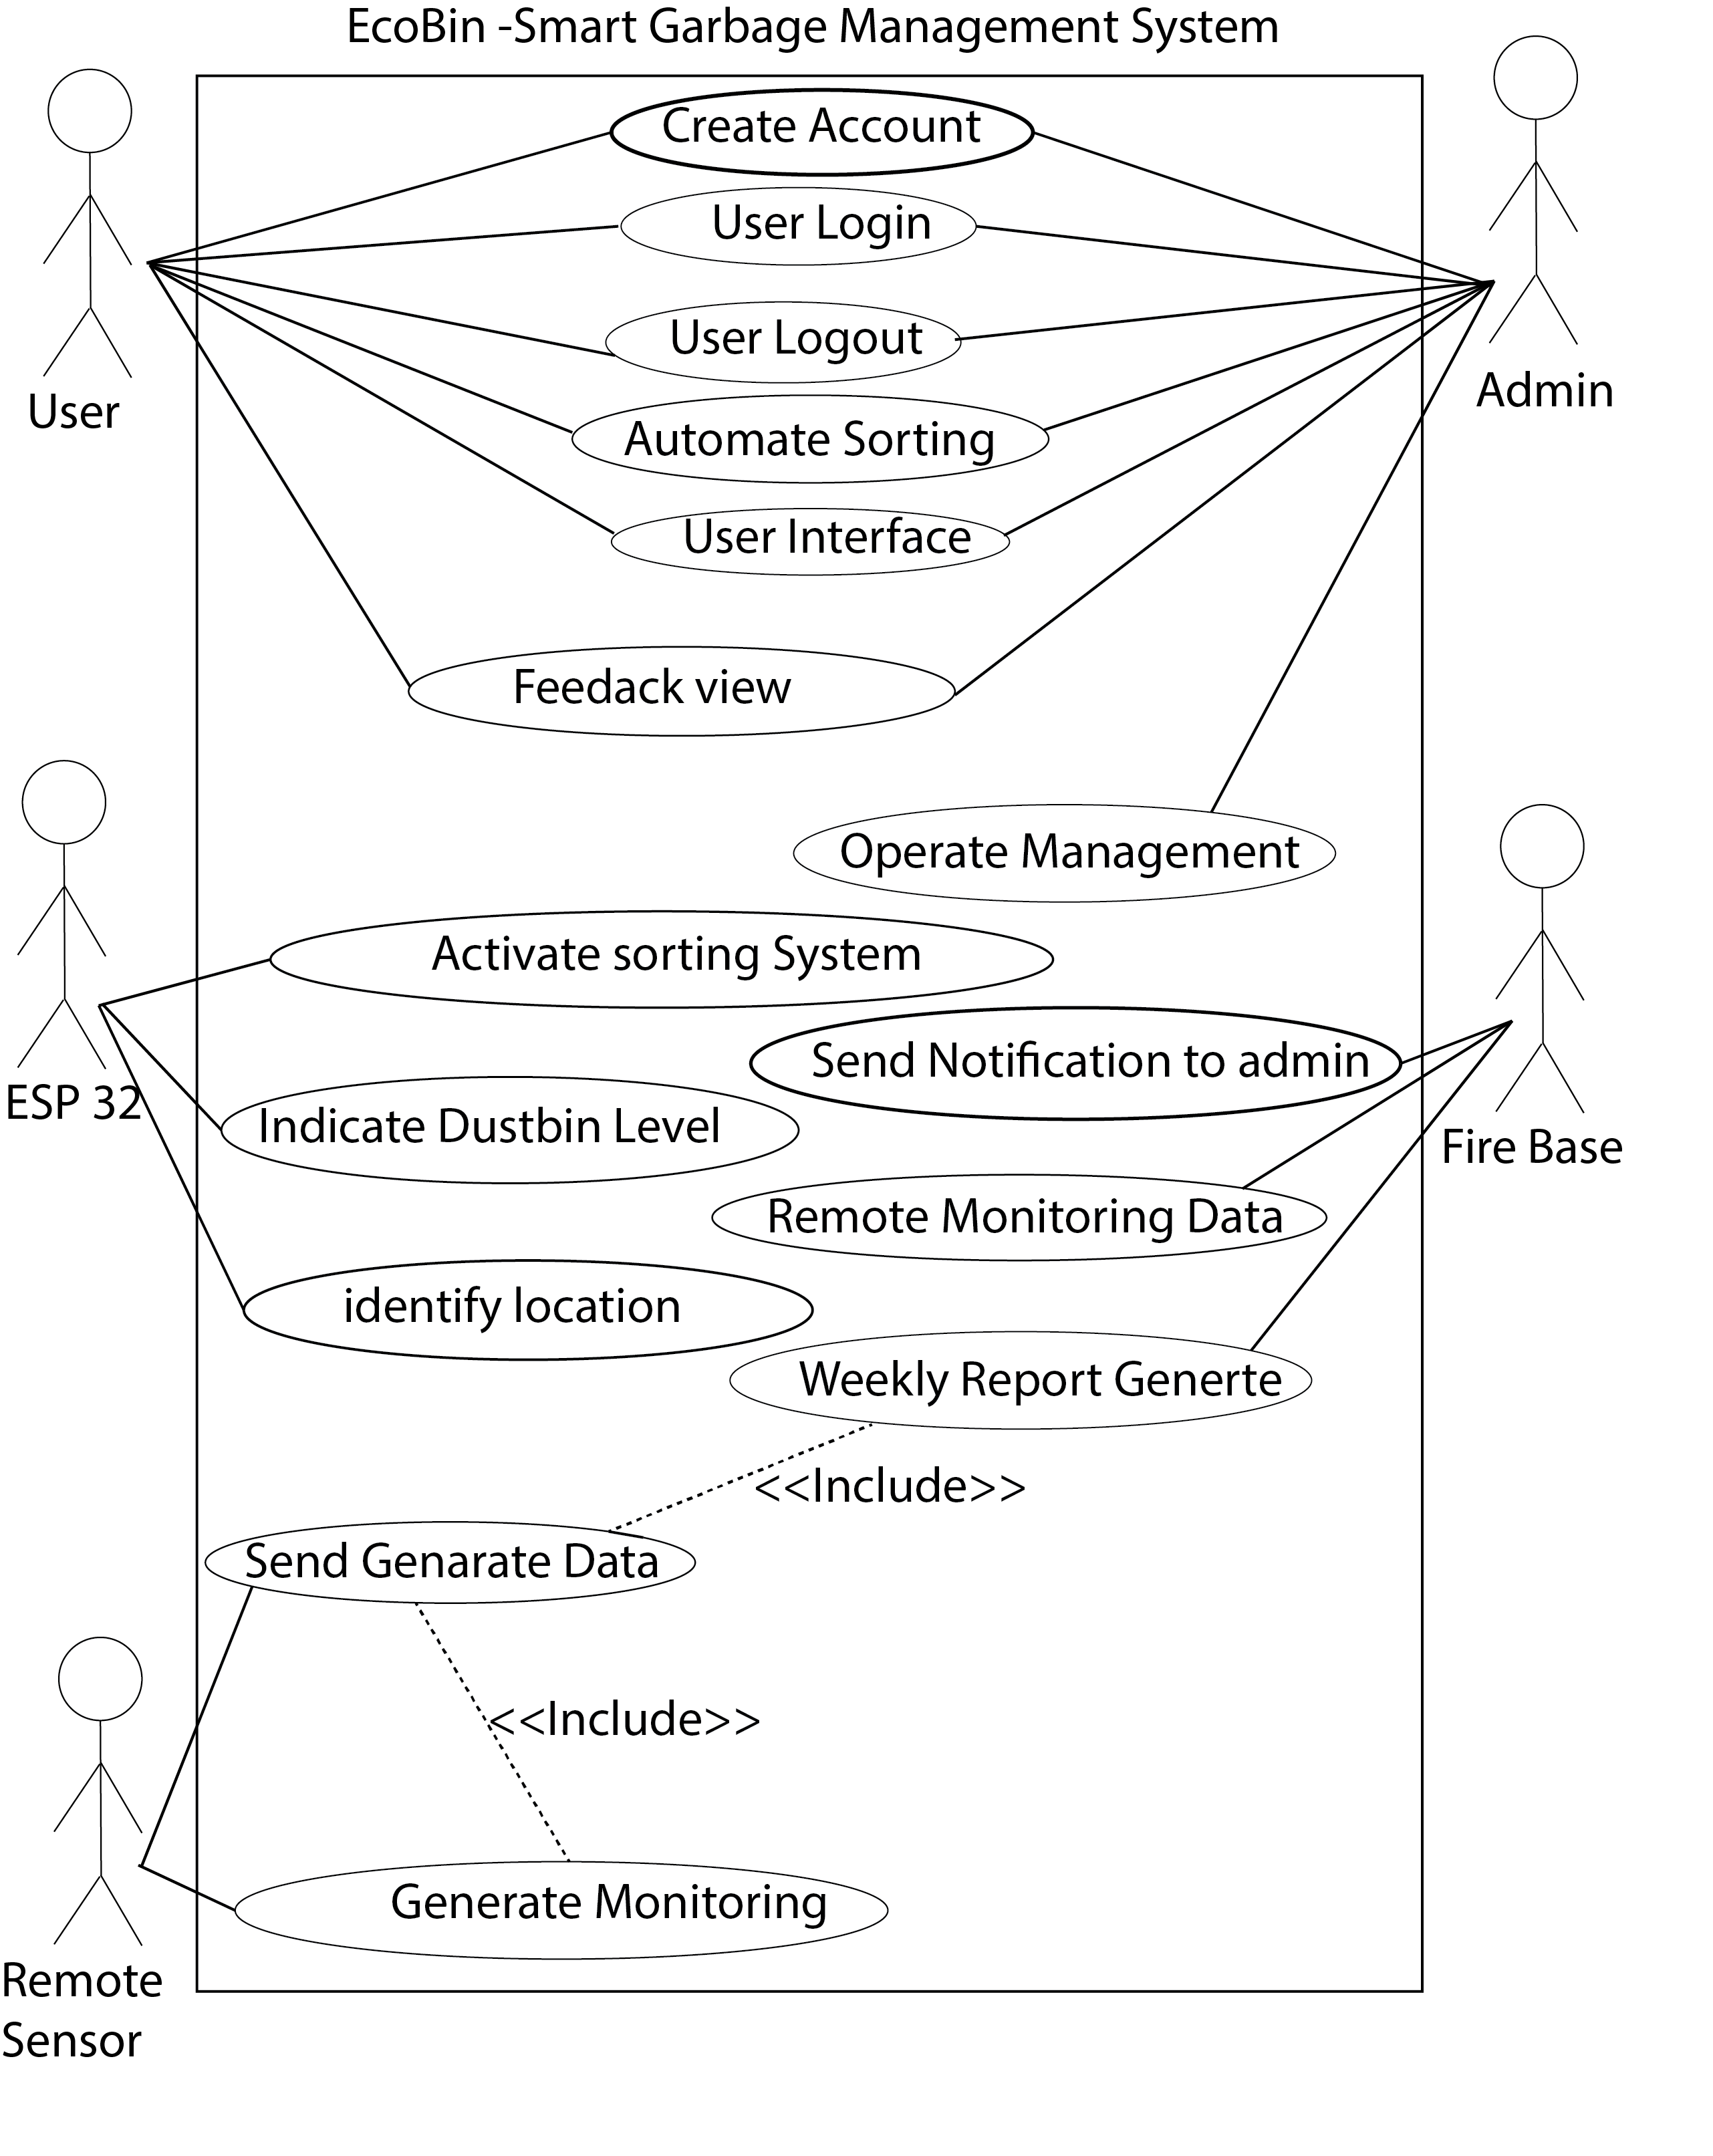 EcoBin -Smart Garbage Management System
Create Account
User Login
User Logout
User
Admin
Automate Sorting
User Interface
Feedack view
Operate Management
Activate sorting System
Send Notification to admin
ESP 32
Indicate Dustbin Level
Fire Base
Remote Monitoring Data
identify location
Weekly Report Generte
<<Include>>
Send Genarate Data
<<Include>>
Generate Monitoring
Remote
Sensor